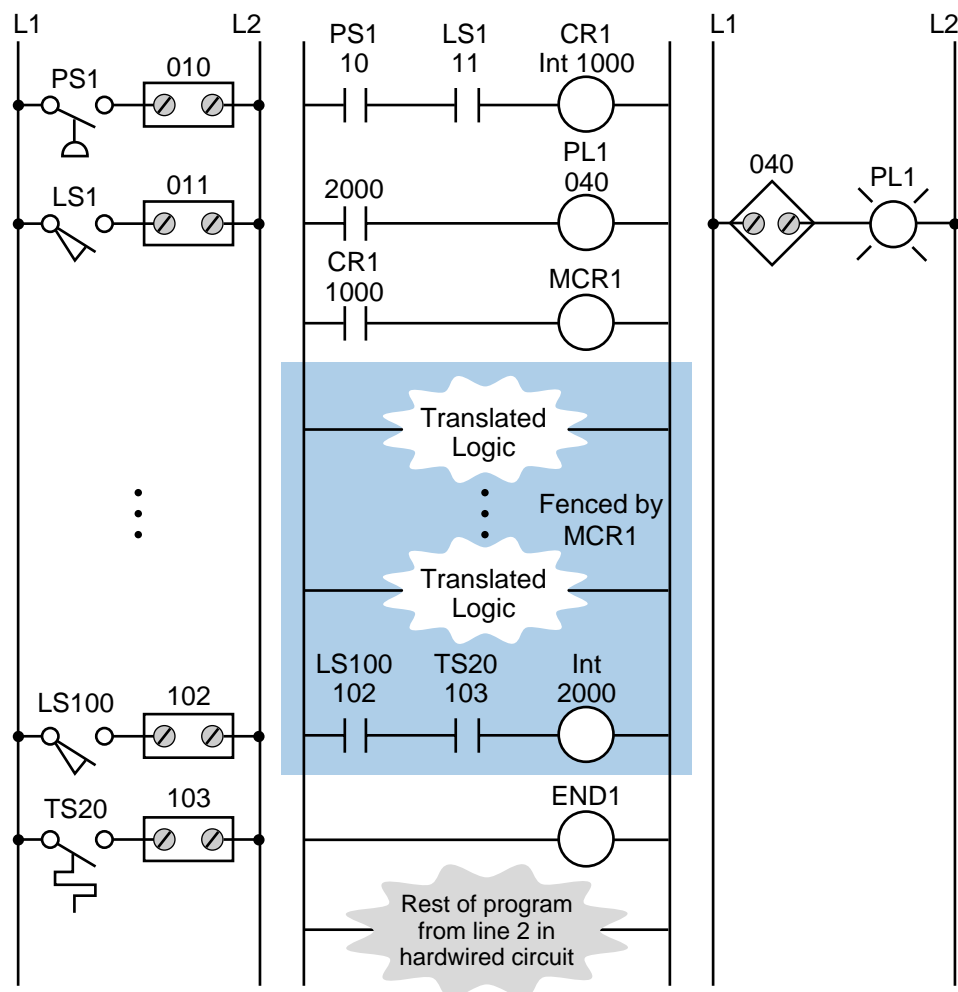 L1
L2
PS1
010
LS1
011
LS100
102
TS20
103
PS1
10
LS1
11
CR1
Int 1000
2000
PL1
040
CR1
1000
MCR1
Translated
Logic
Fenced by
MCR1
Translated
Logic
LS100
102
TS20
103
Int
2000
END1
Rest of program
from line 2 in
hardwired circuit
L1
L2
040
PL1